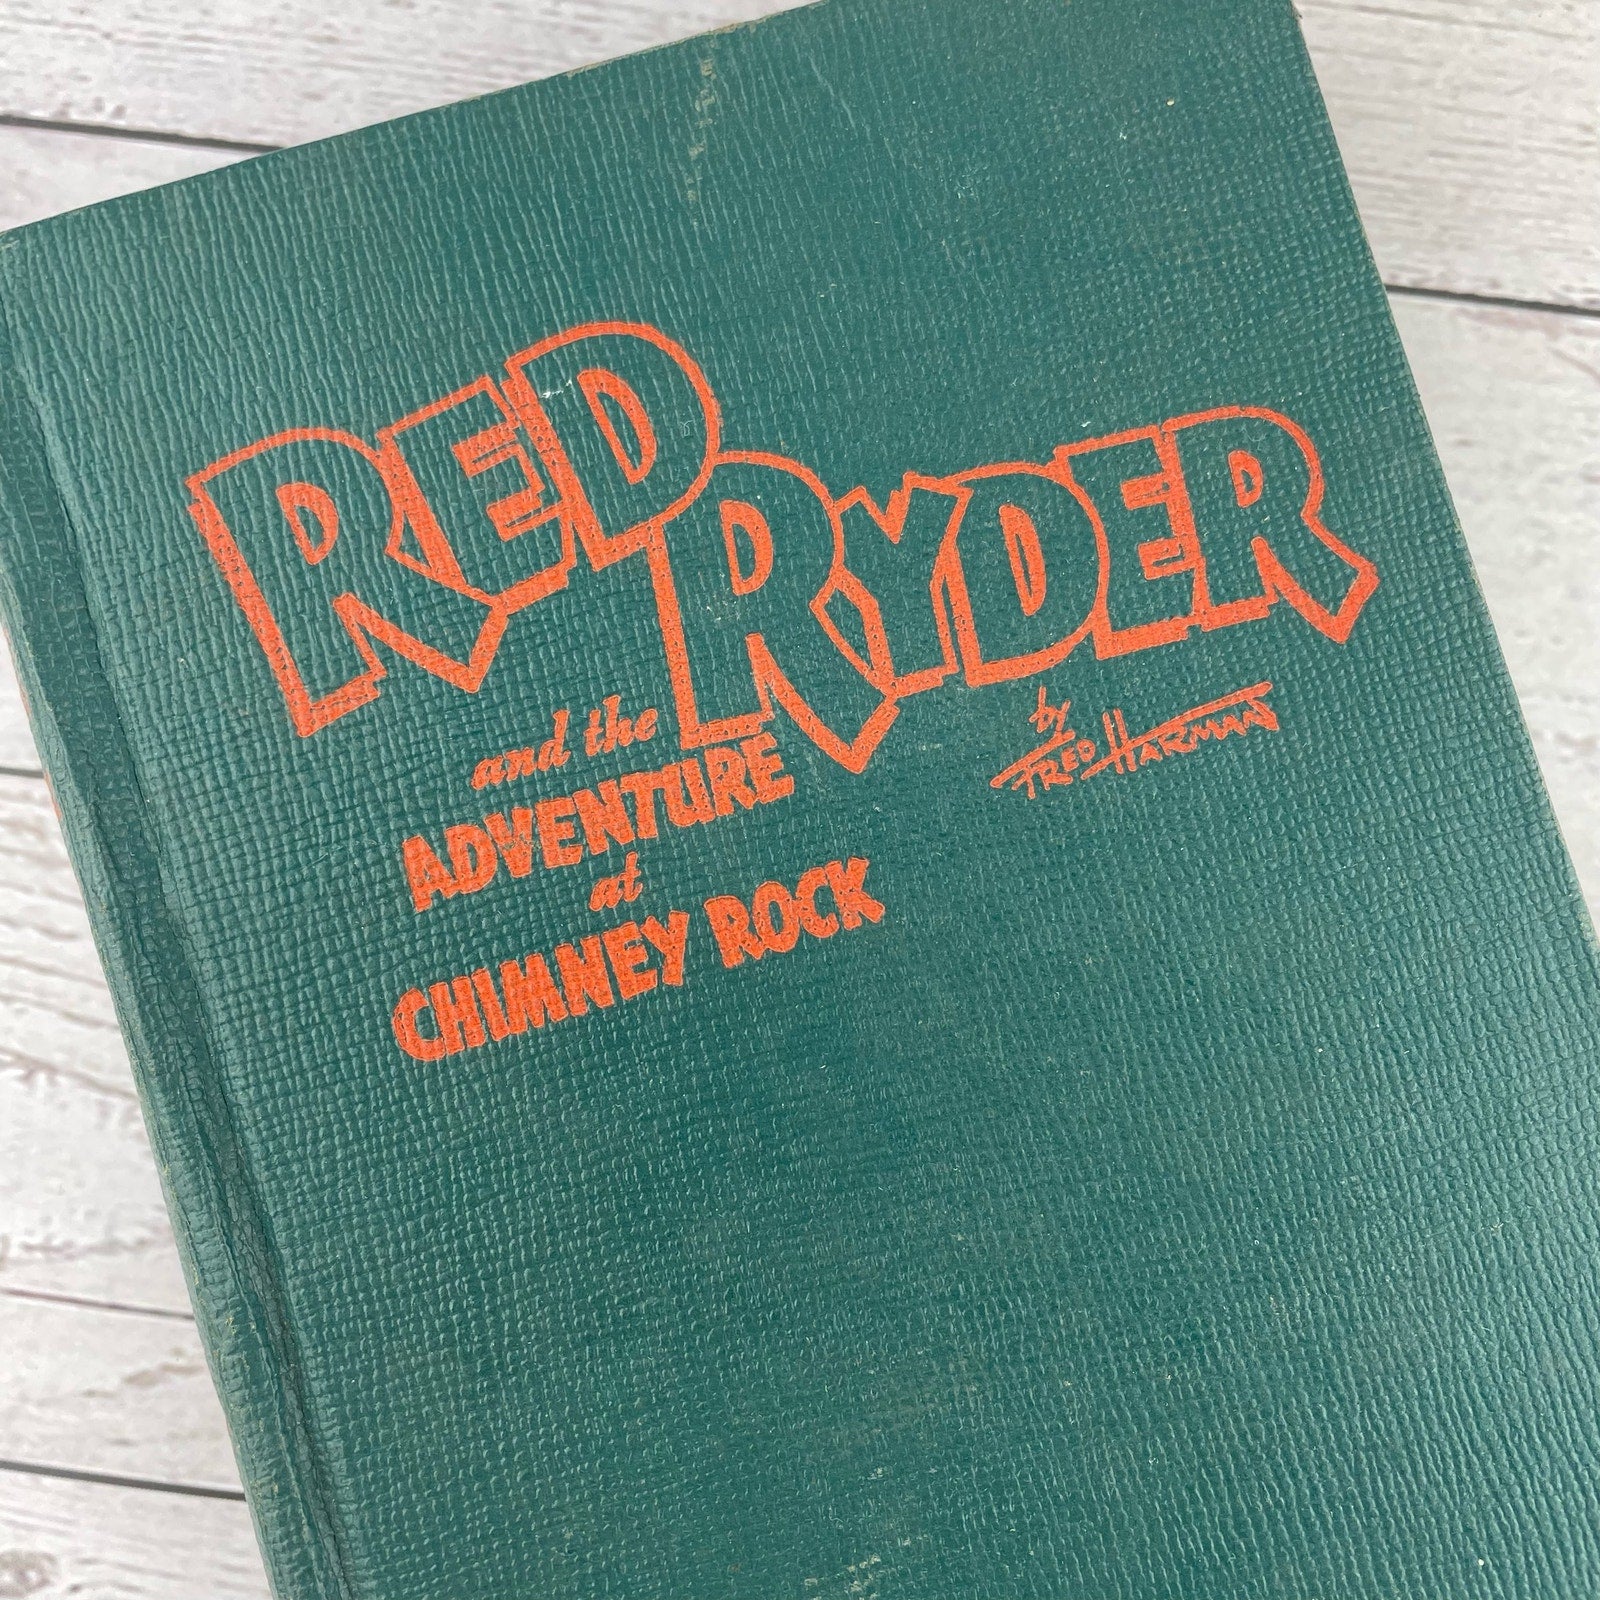 RED RYDER
by FRED HARMAN
and the
ADVENTURE
at
CHIMNEY ROCK